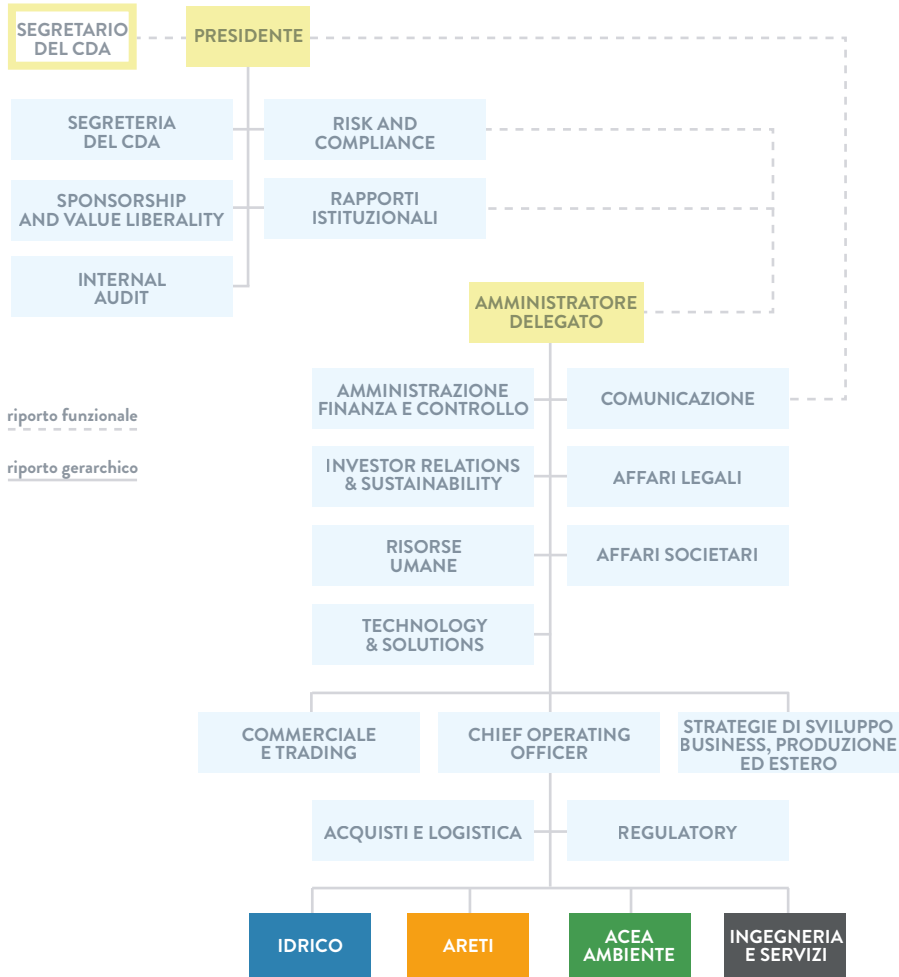 SEGRETARIO
DEL CDA
PRESIDENTE
SEGRETERIA
DEL CDA
RISK AND
COMPLIANCE
SPONSORSHIP
AND VALUE LIBERALITY
RAPPORTI
ISTITUZIONALI
INTERNAL
AUDIT
AMMINISTRATORE
DELEGATO
riporto funzionale
riporto gerarchico
AMMINISTRAZIONE
FINANZA E CONTROLLO
COMUNICAZIONE
INVESTOR RELATIONS
& SUSTAINABILITY
AFFARI LEGALI
RISORSE
UMANE
AFFARI SOCIETARI
TECHNOLOGY
& SOLUTIONS
COMMERCIALE
E TRADING
CHIEF OPERATING
OFFICER
STRATEGIE DI SVILUPPO
BUSINESS, PRODUZIONE
ED ESTERO
ACQUISTI E LOGISTICA
REGULATORY
IDRICO
ARETI
ACEA
AMBIENTE
INGEGNERIA
E SERVIZI